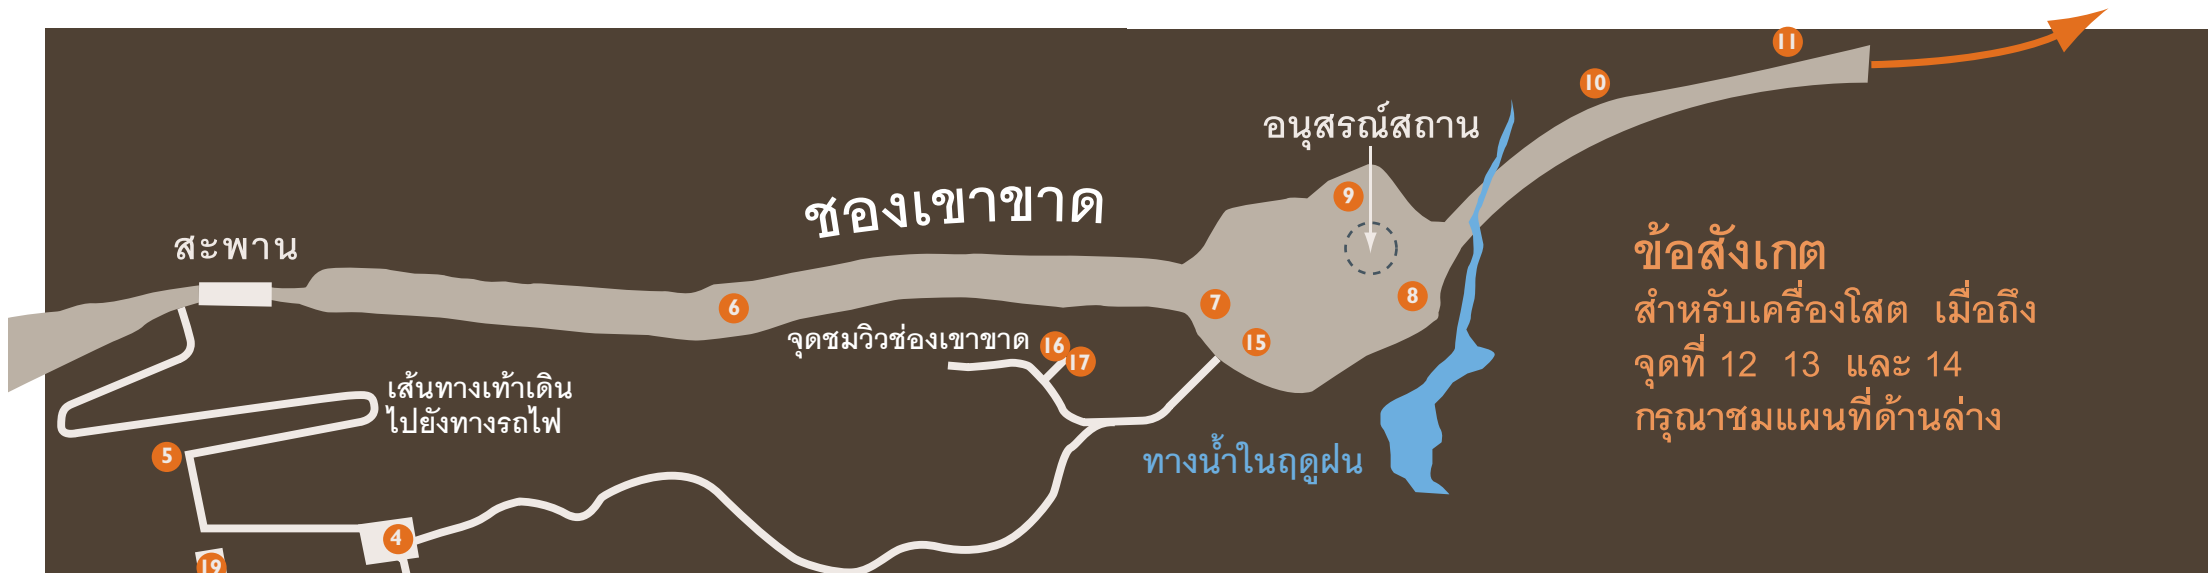 11
10
อนุสรณ์สถาน
9
ชองเขาขาด
สะพาน
ข้อสังเกต
สำหรับเครื่องโสต เมื่อถึง
จุดที่ 12 13 และ 14
กรุณาชมแผนที่ด้านล่าง
6
7
8
จุดชมวิวช่องเขาขาด
16
17
15
เส้นทางเท้าเดิน
ไปยังทางรถไฟ
5
ทางน้ำในฤดูฝน
4
19